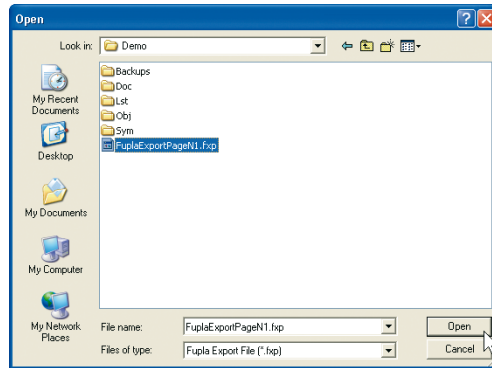 Open
Look in:
Demo
My Recent
Documents
Desktop
My Documents
My Computer
My Network
Places
Backups
Doc
Lst
Obj
Sym
FuplaExportPageN1.fxp
File name:
FuplaExportPageN1.fxp
Open
Files of type:
Fupla Export File (*.fxp)
Cancel